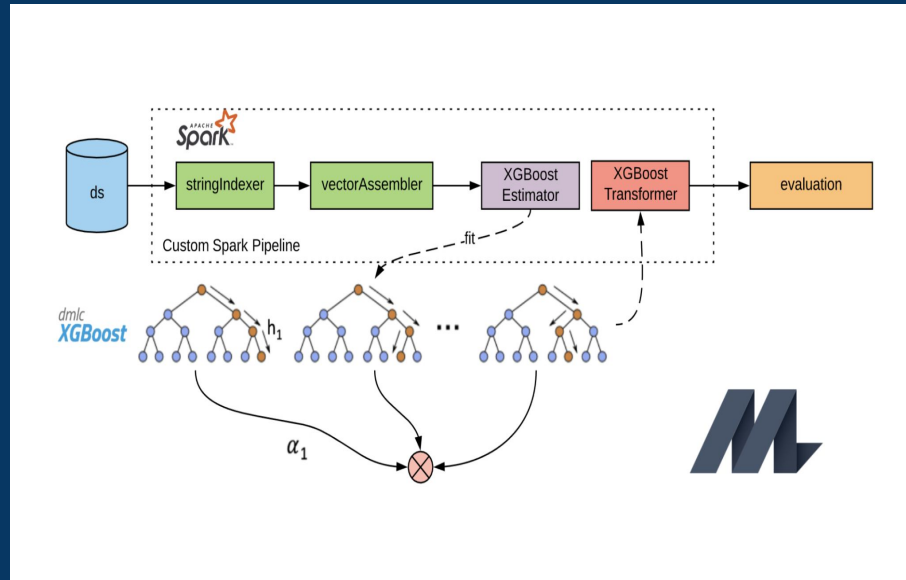 APACHE
Spark
ds
stringIndexer
vectorAssembler
XGBoost
Estimator
XGBoost
Transformer
evaluation
Custom Spark Pipeline
fit
dmlc
XGBoost
h₁
...
α₁